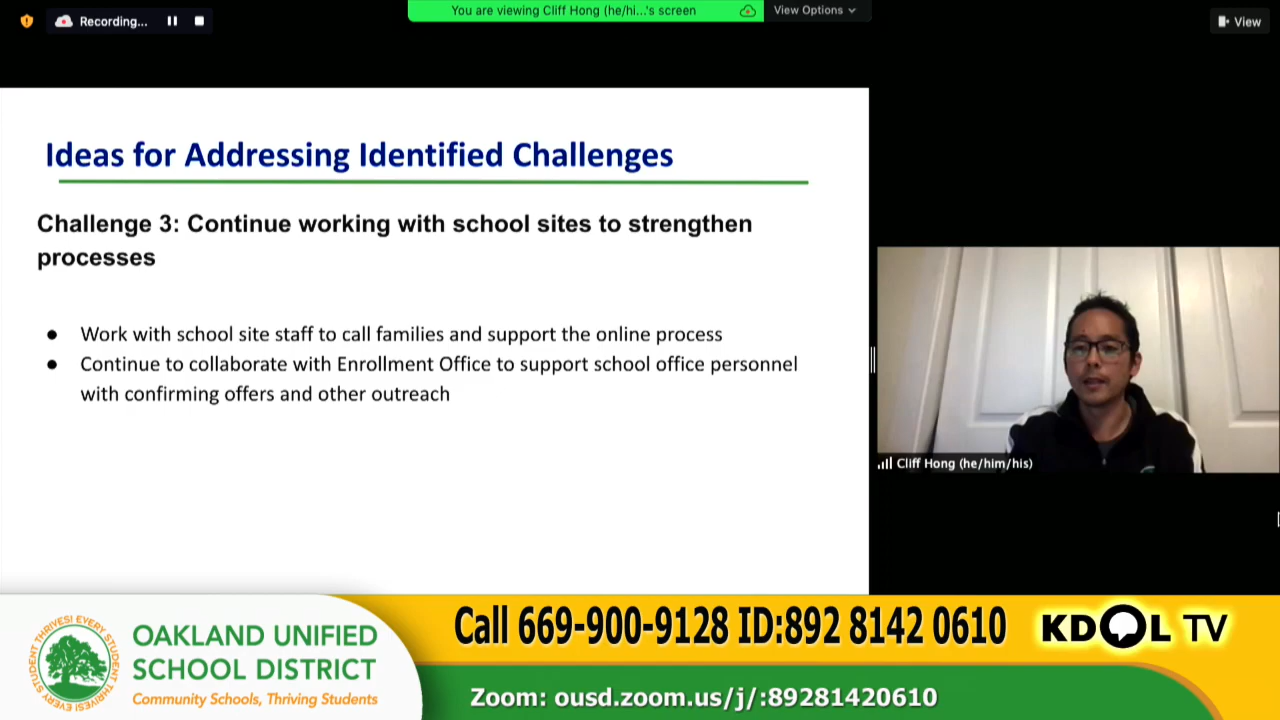 Recording...
You are viewing Cliff Hong (he/hi...'s screen
View Options
View
Ideas for Addressing Identified Challenges
Challenge 3: Continue working with school sites to strengthen
processes
● Work with school site staff to call families and support the online process
● Continue to collaborate with Enrollment Office to support school office personnel
with confirming offers and other outreach
Cliff Hong (he/him/his)
EVERY STUDENT THRIVES!
OAKLAND UNIFIED
SCHOOL DISTRICT
Community Schools, Thriving Students
Call 669-900-9128 ID:892 8142 0610
KDOL TV
Zoom: ousd.zoom.us/j/:89281420610